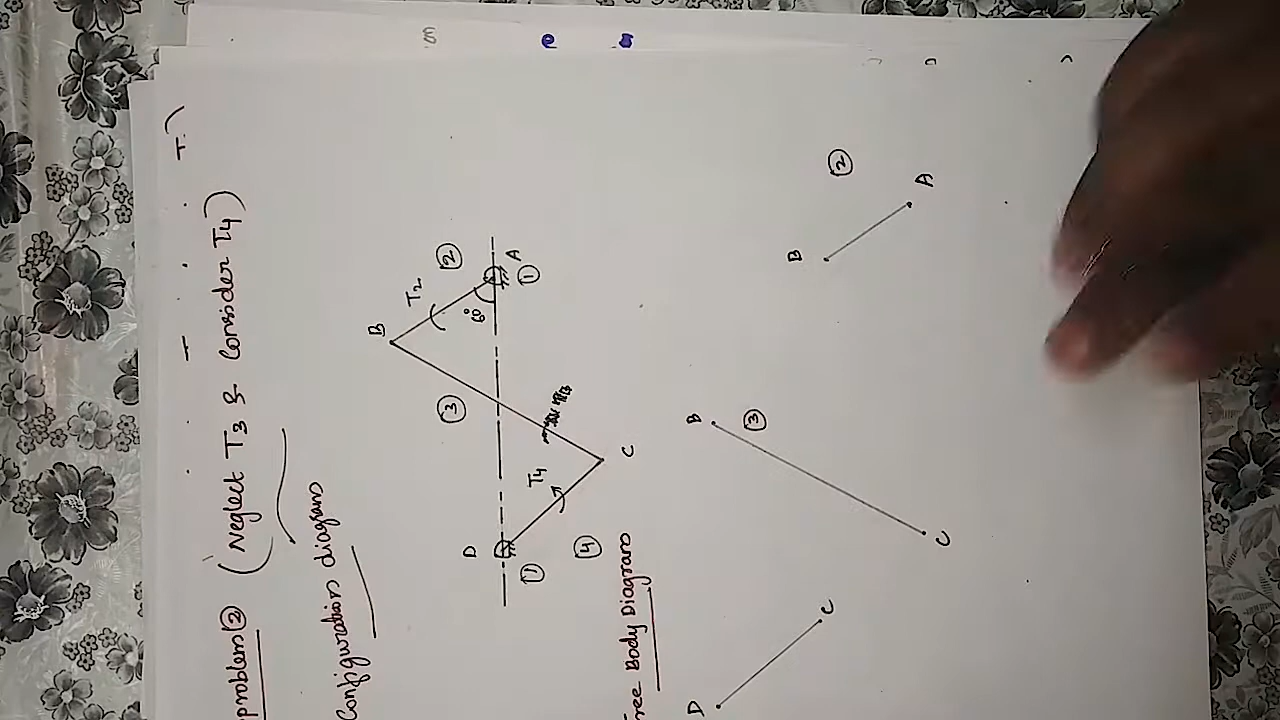 problem ② (Neglect T3 & Consider T4)
Configuration diagram
B
T2
②
A
①
60°
③
C
T4
D
①
④
Free Body Diagram
②
A
B
B
③
C
C
D